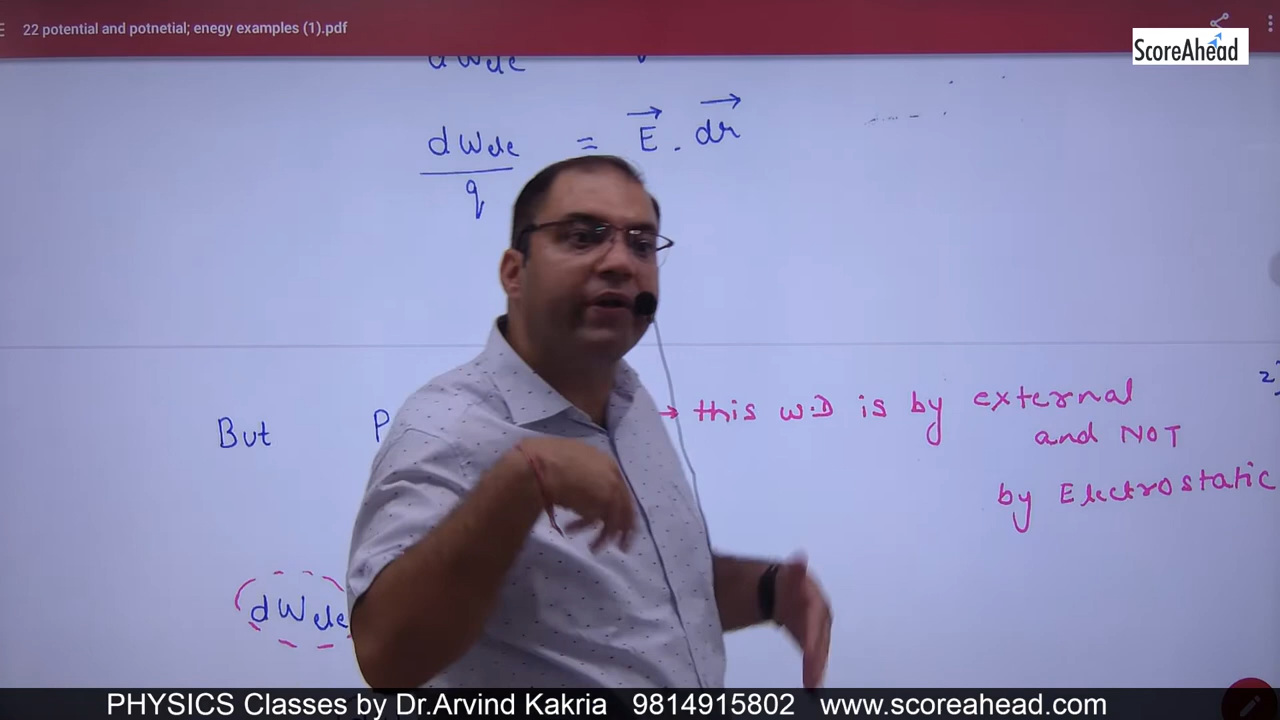 22 potential and potnetial; enegy examples (1).pdf
ScoreAhead
dWele
dWele = E . dr
q
But P → this W.D is by external
and NOT
by Electrostatic
dWele
PHYSICS Classes by Dr.Arvind Kakria 9814915802 www.scoreahead.com